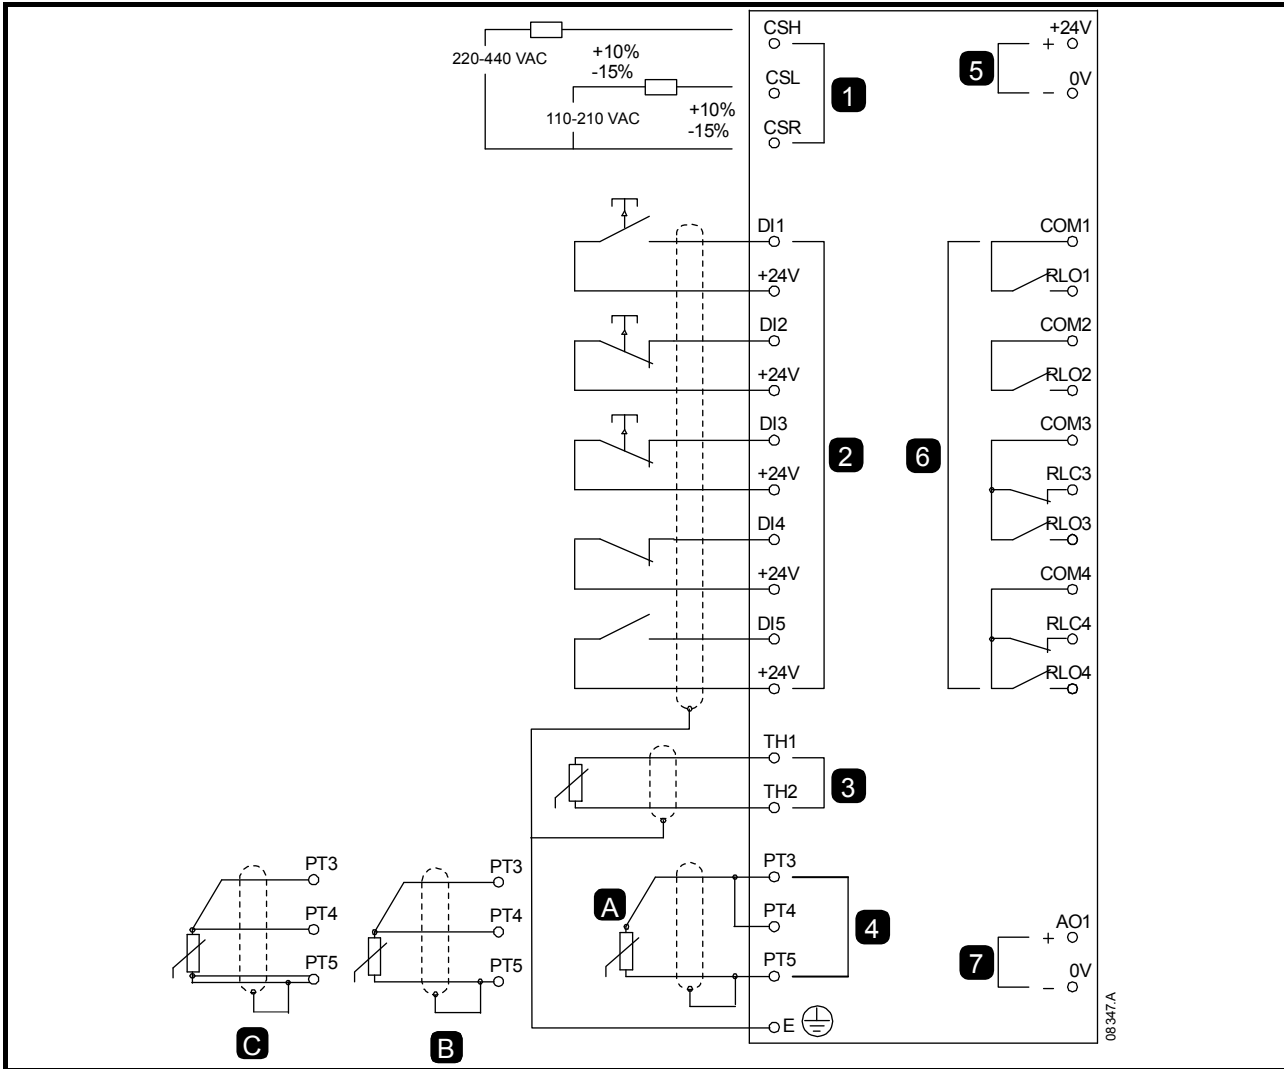 CSH
220-440 VAC
+10%
-15%
CSL
110-210 VAC
+10%
-15%
CSR
1
+24V
+
5
0V
–
DI1
+24V
DI2
+24V
DI3
+24V
DI4
+24V
DI5
+24V
2
COM1
RLO1
COM2
RLO2
COM3
RLC3
RLO3
COM4
RLC4
RLO4
6
TH1
TH2
3
PT3
PT4
PT5
C
PT3
PT4
PT5
B
A
PT3
PT4
PT5
4
E
AO1
+
7
0V
–
08347.A